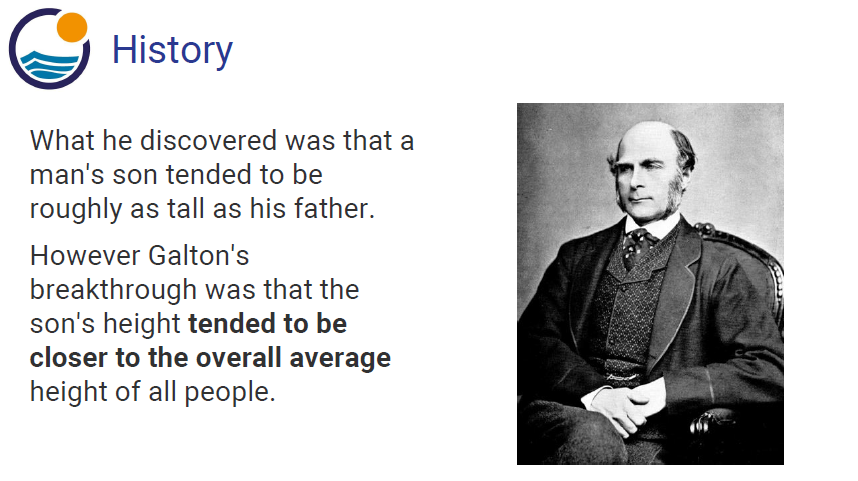 History
What he discovered was that a
man's son tended to be
roughly as tall as his father.
However Galton's
breakthrough was that the
son's height tended to be
closer to the overall average
height of all people.